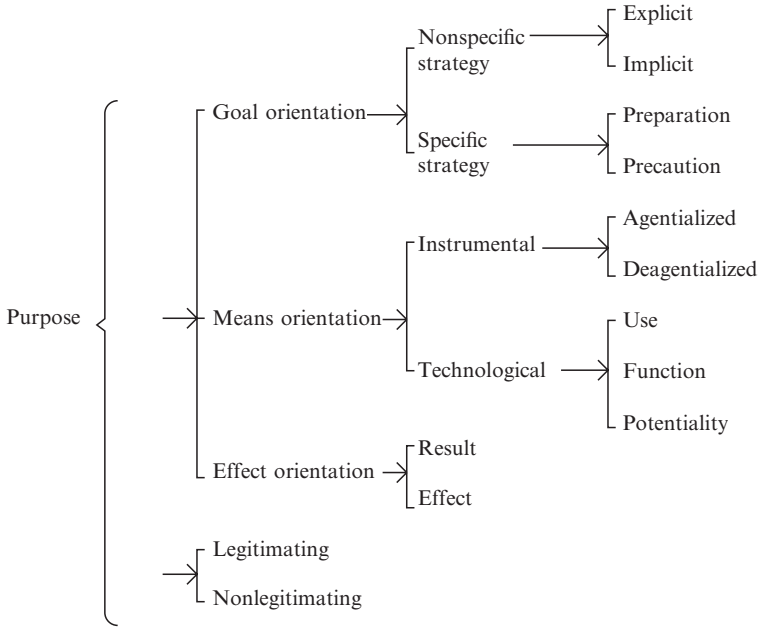 Purpose
Goal orientation
Nonspecific
strategy
Explicit
Implicit
Specific
strategy
Preparation
Precaution
Means orientation
Instrumental
Agentialized
Deagentialized
Technological
Use
Function
Potentiality
Effect orientation
Result
Effect
Legitimating
Nonlegitimating